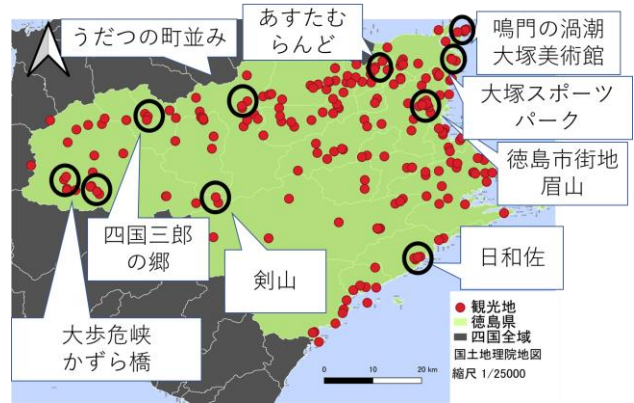 あすたむ
らんど
うだつの町並み
鳴門の渦潮
大塚美術館
大塚スポーツ
パーク
徳島市街地
眉山
四国三郎
の郷
剣山
日和佐
大歩危峡
かずら橋
観光地
徳島県
四国全域
国土地理院地図
縮尺 1/25000
0 10 20 km